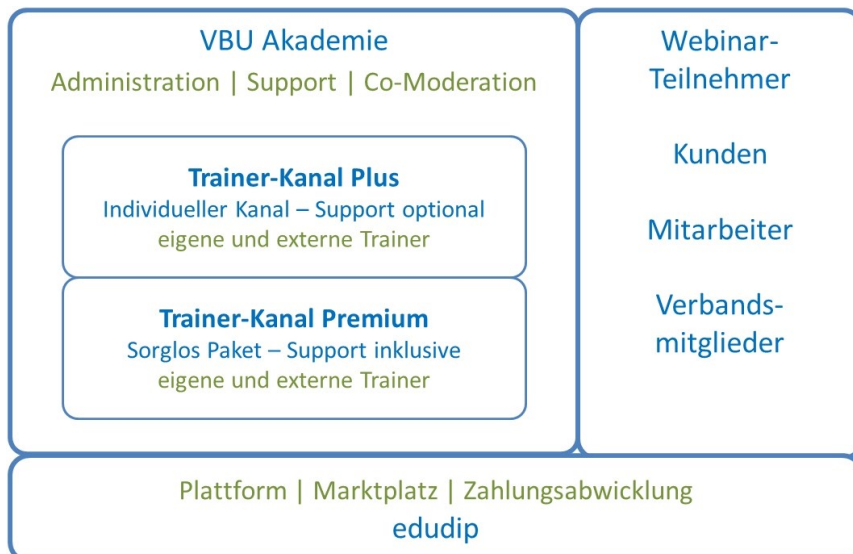 VBU Akademie
Administration | Support | Co-Moderation
Trainer-Kanal Plus
Individueller Kanal – Support optional
eigene und externe Trainer
Trainer-Kanal Premium
Sorglos Paket – Support inklusive
eigene und externe Trainer
Webinar-
Teilnehmer
Kunden
Mitarbeiter
Verbands-
mitglieder
Plattform | Marktplatz | Zahlungsabwicklung
edudip